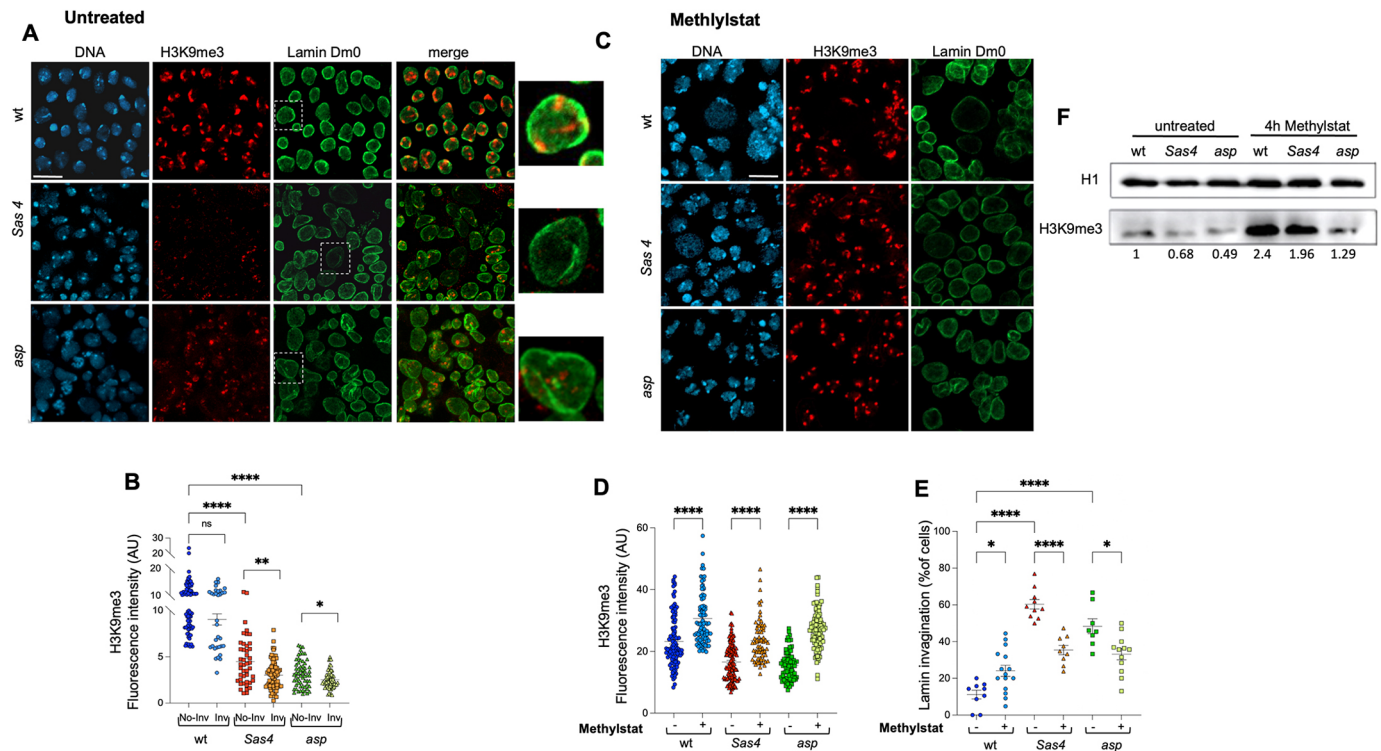 Untreated
A
DNA H3K9me3 Lamin Dm0 merge
wt
Sas 4
asp
Methylstat
C
DNA H3K9me3 Lamin Dm0
wt
Sas 4
asp
F
untreated 4h Methylstat
wt Sas4 asp wt Sas4 asp
H1
H3K9me3
1 0.68 0.49 2.4 1.96 1.29
B
H3K9me3
Fluorescence intensity (AU)
****
****
ns
**
*
30
20
20
10
10
5
0
No-Inv Inv No-Inv Inv No-Inv Inv
wt Sas4 asp
D
H3K9me3
Fluorescence intensity (AU)
**** **** ****
60
40
20
0
Methylstat - + - + - +
wt Sas4 asp
E
Lamin invagination (%of cells)
****
****
* **** *
100
80
60
40
20
0
Methylstat - + - + - +
wt Sas4 asp